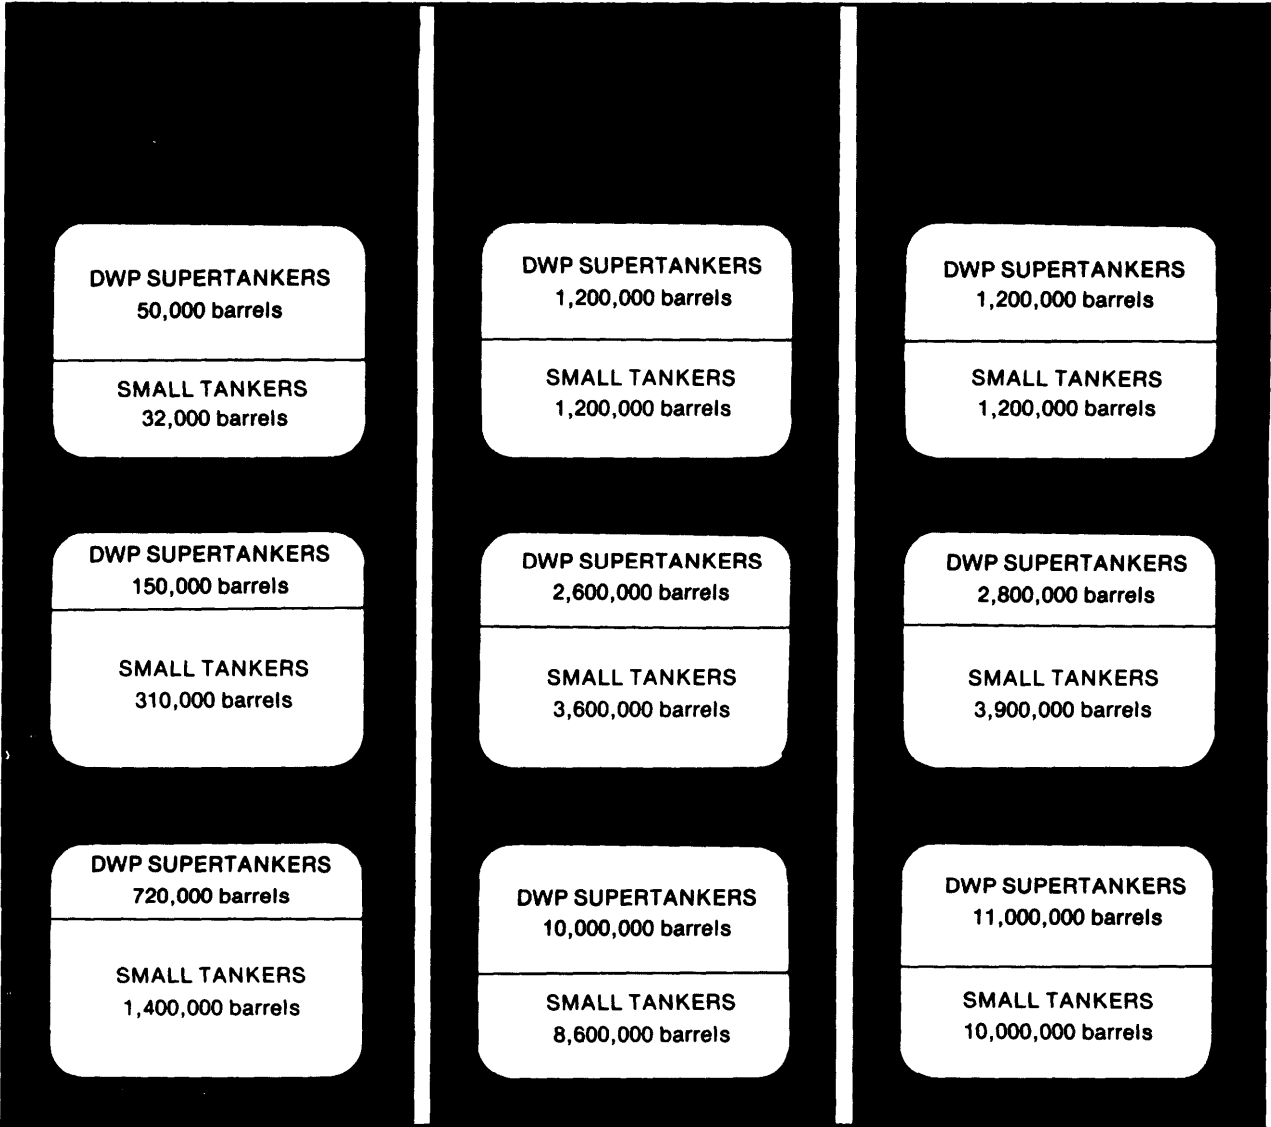 DWP SUPERTANKERS
50,000 barrels
SMALL TANKERS
32,000 barrels
DWP SUPERTANKERS
1,200,000 barrels
SMALL TANKERS
1,200,000 barrels
DWP SUPERTANKERS
1,200,000 barrels
SMALL TANKERS
1,200,000 barrels
DWP SUPERTANKERS
150,000 barrels
SMALL TANKERS
310,000 barrels
DWP SUPERTANKERS
2,600,000 barrels
SMALL TANKERS
3,600,000 barrels
DWP SUPERTANKERS
2,800,000 barrels
SMALL TANKERS
3,900,000 barrels
DWP SUPERTANKERS
720,000 barrels
SMALL TANKERS
1,400,000 barrels
DWP SUPERTANKERS
10,000,000 barrels
SMALL TANKERS
8,600,000 barrels
DWP SUPERTANKERS
11,000,000 barrels
SMALL TANKERS
10,000,000 barrels